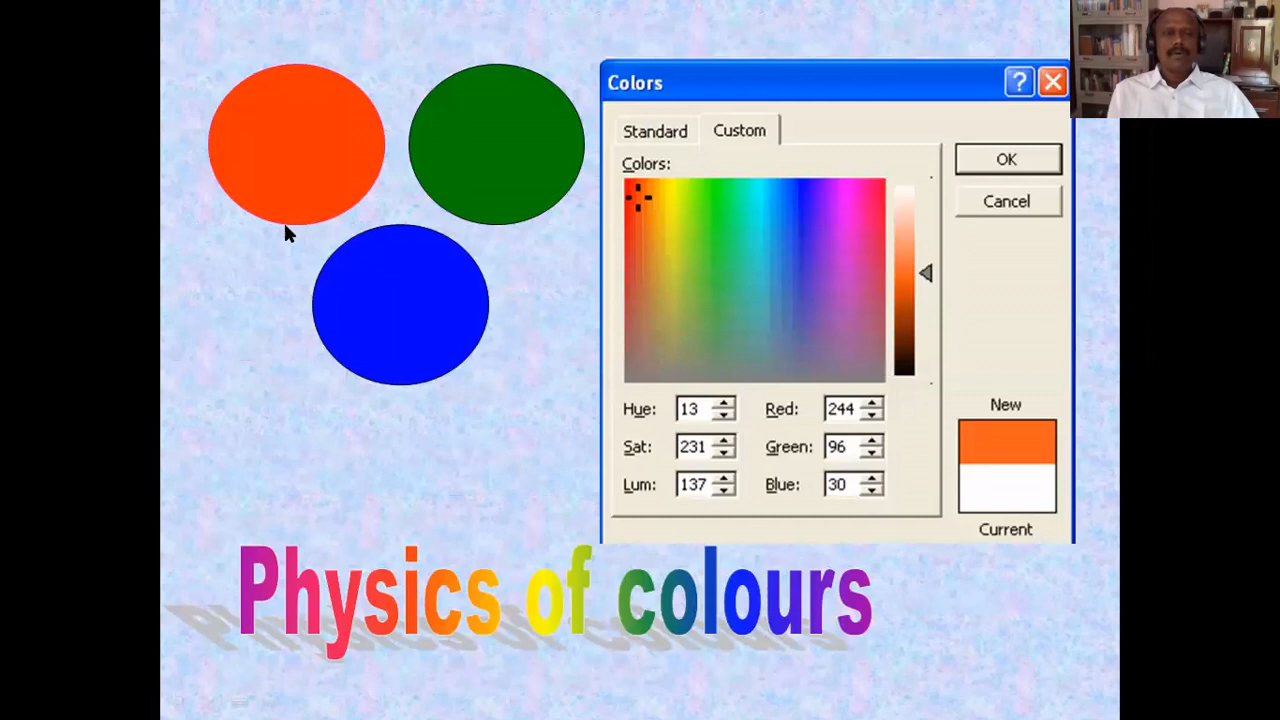 Colors
Standard Custom
Colors:
OK
Cancel
Hue: 13 Red: 244
Sat: 231 Green: 96
Lum: 137 Blue: 30
New
Current
Physics of colours